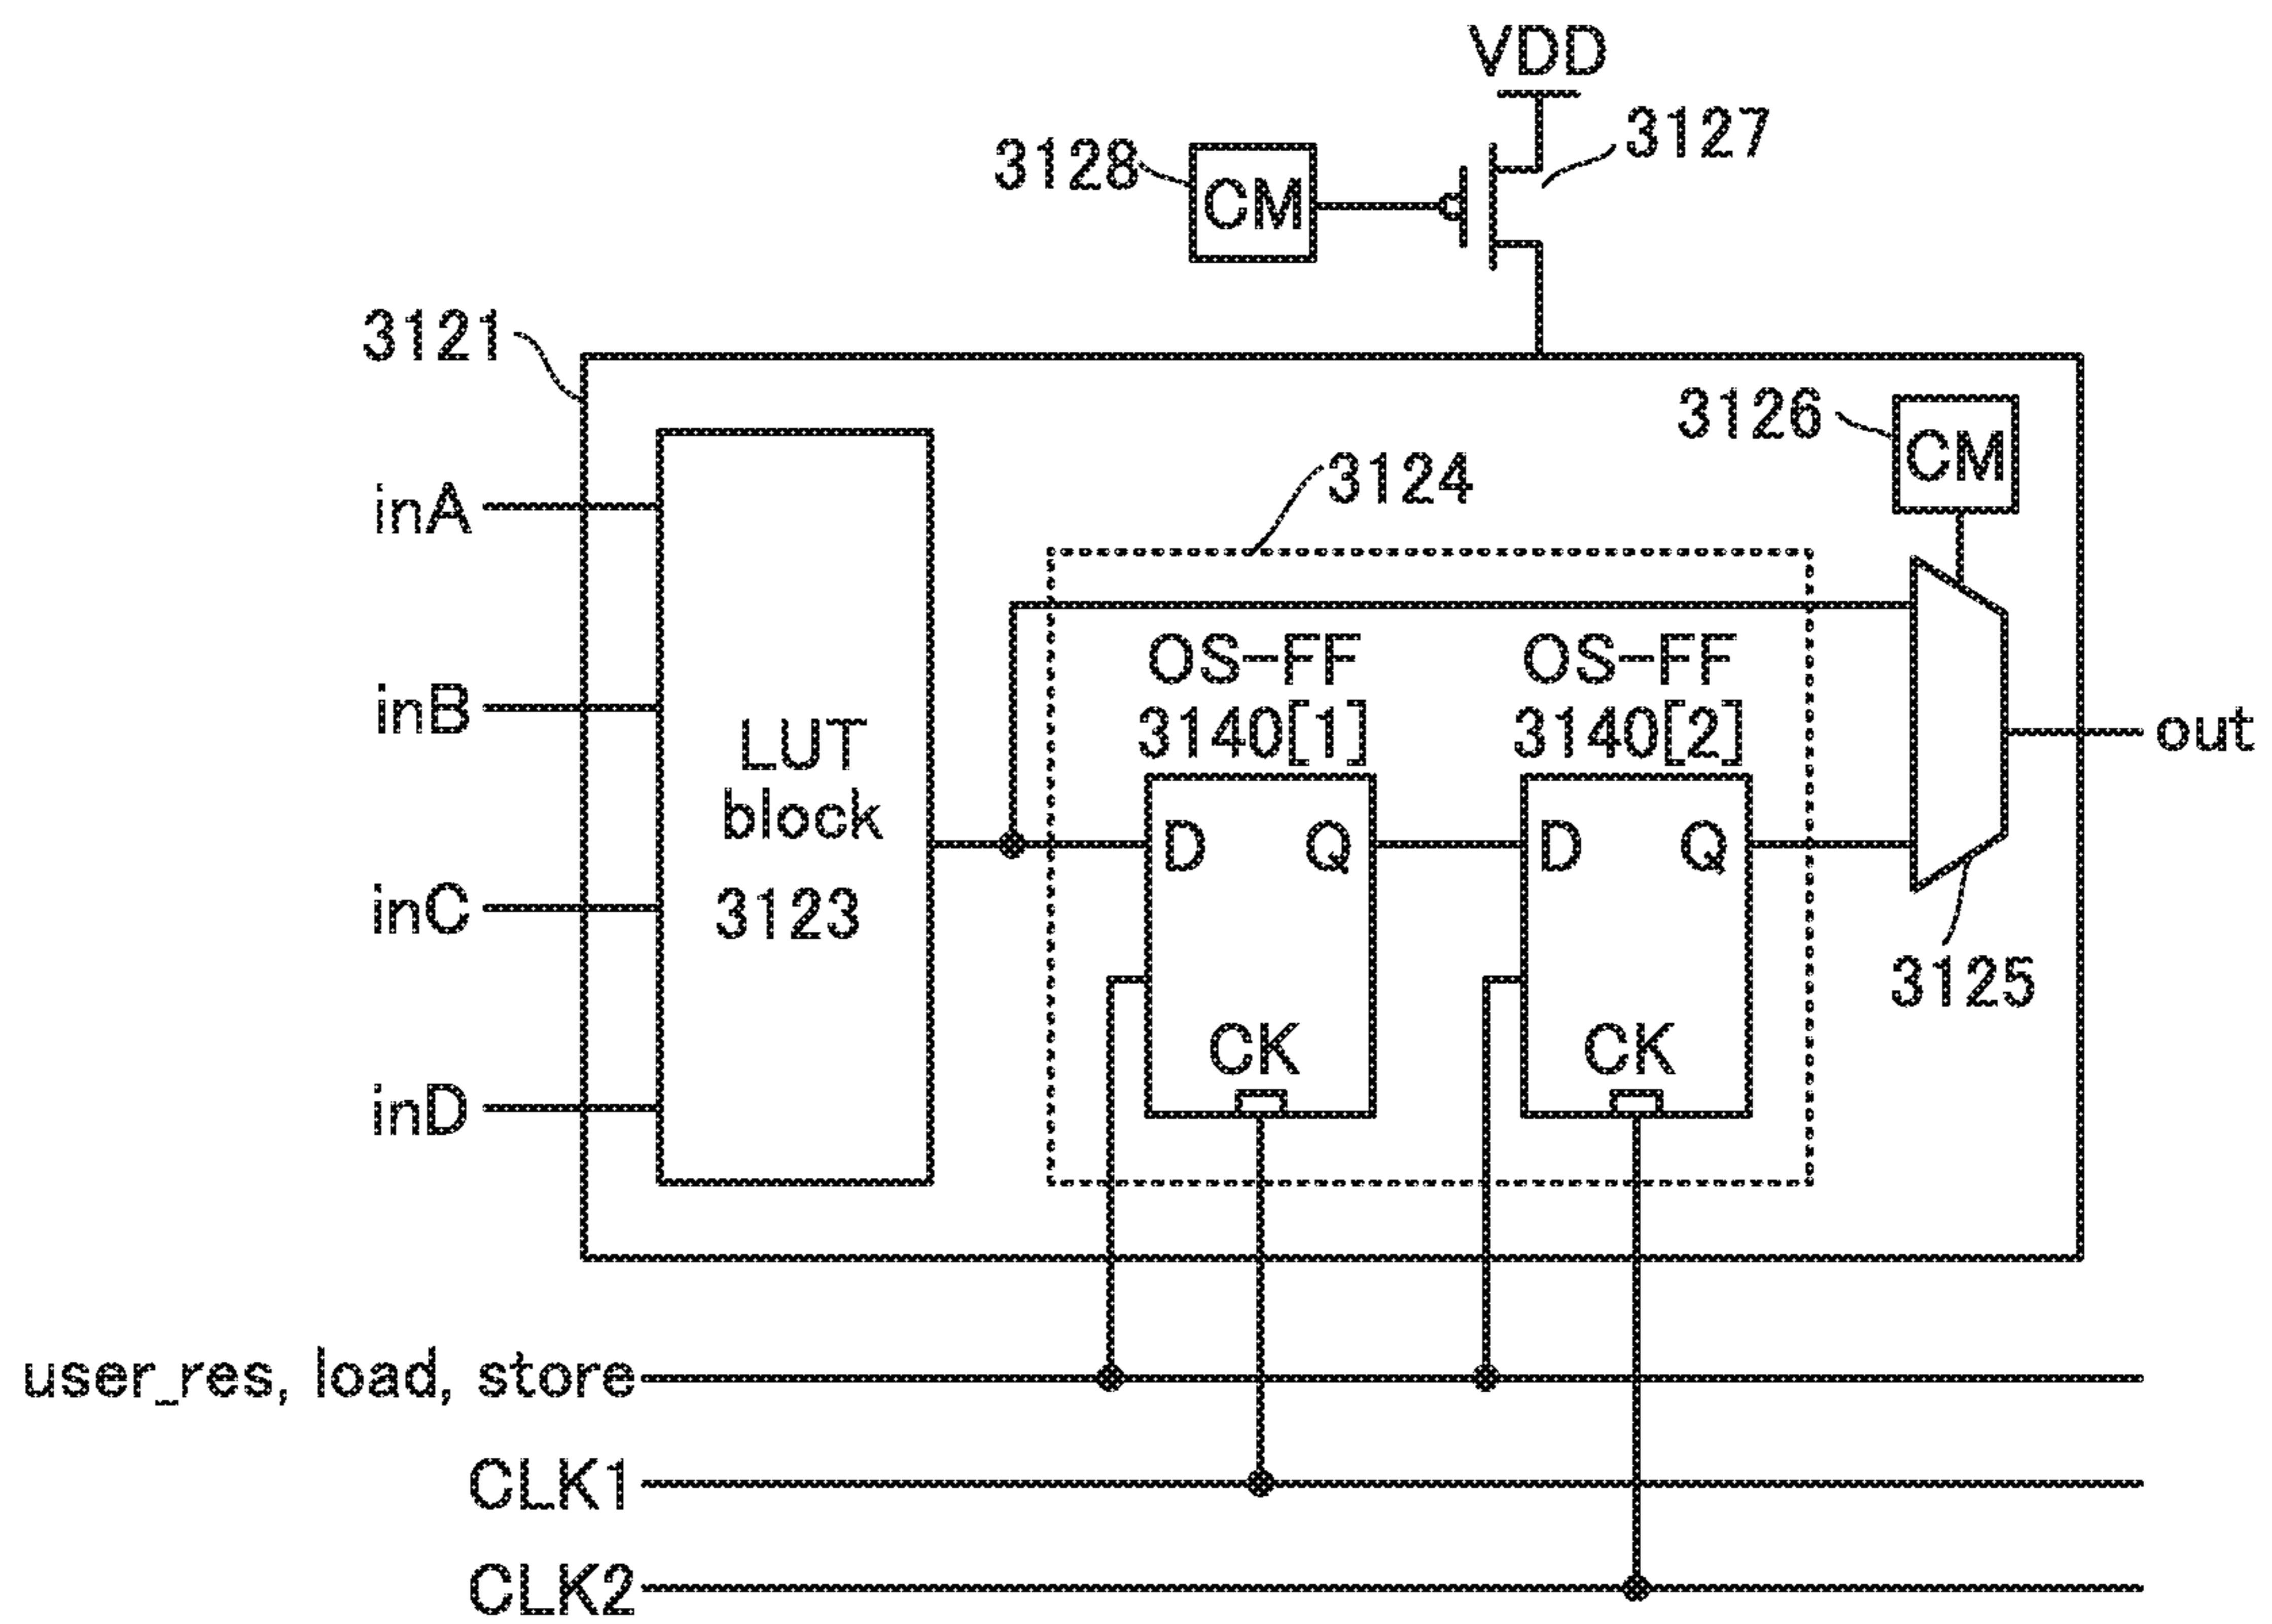 VDD
3127
3128
CM
3121
3126
CM
3124
inA
OS-FF
3140[1]
OS-FF
3140[2]
inB
LUT
block
3123
out
D
Q
D
Q
inC
3125
CK
CK
inD
user_res, load, store
CLK1
CLK2